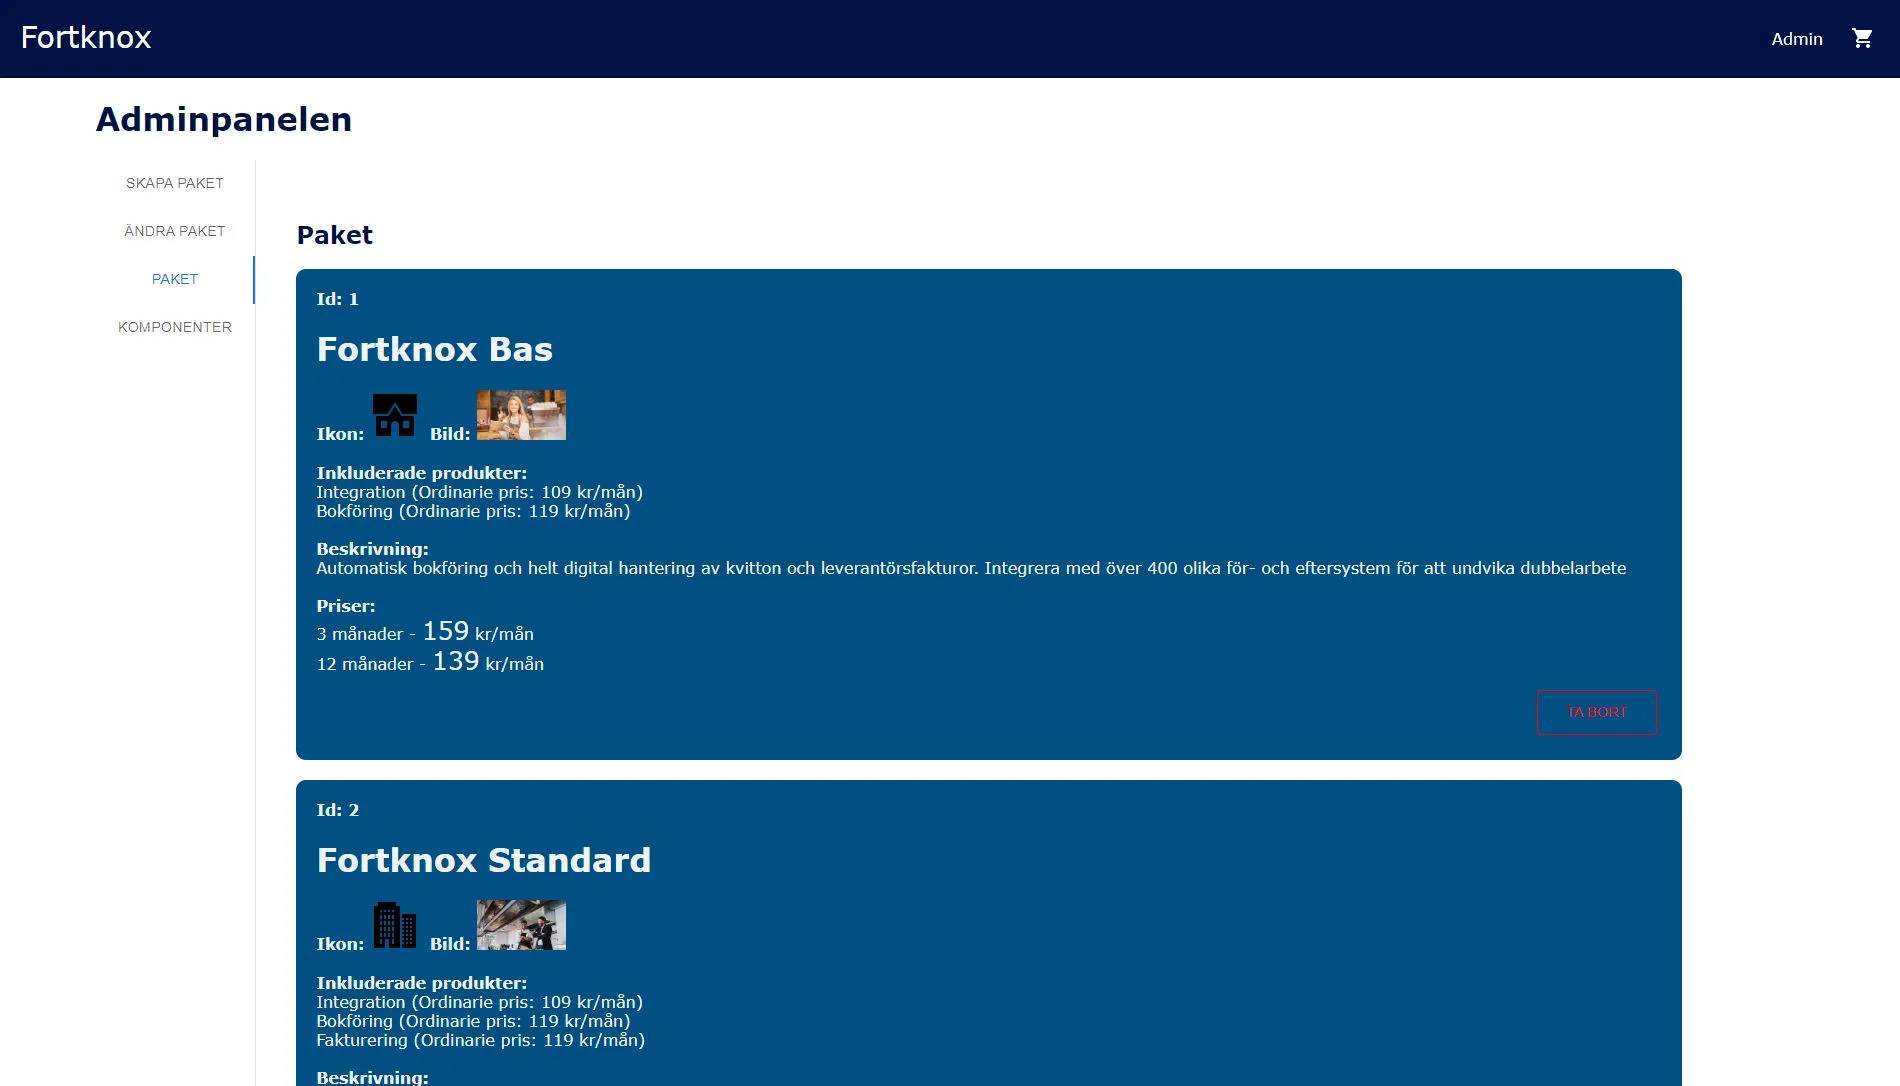 Fortknox
Admin
Adminpanelen
SKAPA PAKET
ÄNDRA PAKET
PAKET
KOMPONENTER
Paket
Id: 1
Fortknox Bas
Ikon: Bild:
Inkluderade produkter:
Integration (Ordinarie pris: 109 kr/mån)
Bokföring (Ordinarie pris: 119 kr/mån)
Beskrivning:
Automatisk bokföring och helt digital hantering av kvitton och leverantörsfakturor. Integrera med över 400 olika för- och eftersystem för att undvika dubbelarbete
Priser:
3 månader - 159 kr/mån
12 månader - 139 kr/mån
TA BORT
Id: 2
Fortknox Standard
Ikon: Bild:
Inkluderade produkter:
Integration (Ordinarie pris: 109 kr/mån)
Bokföring (Ordinarie pris: 119 kr/mån)
Fakturering (Ordinarie pris: 119 kr/mån)
Beskrivning: